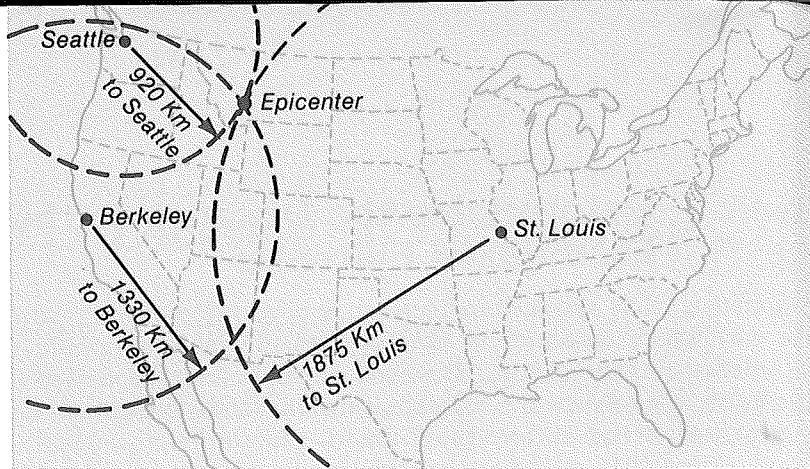 Seattle
920 Km
to Seattle
Epicenter
Berkeley
1330 Km
to Berkeley
St. Louis
1875 Km
to St. Louis